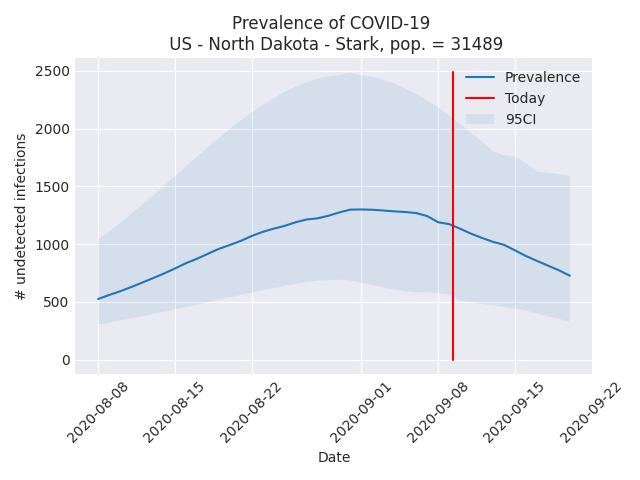 Prevalence of COVID-19
US - North Dakota - Stark, pop. = 31489
2500
2000
1500
1000
500
0
# undetected infections
Prevalence
Today
95CI
2020-08-08
2020-08-15
2020-08-22
2020-09-01
2020-09-08
2020-09-15
2020-09-22
Date